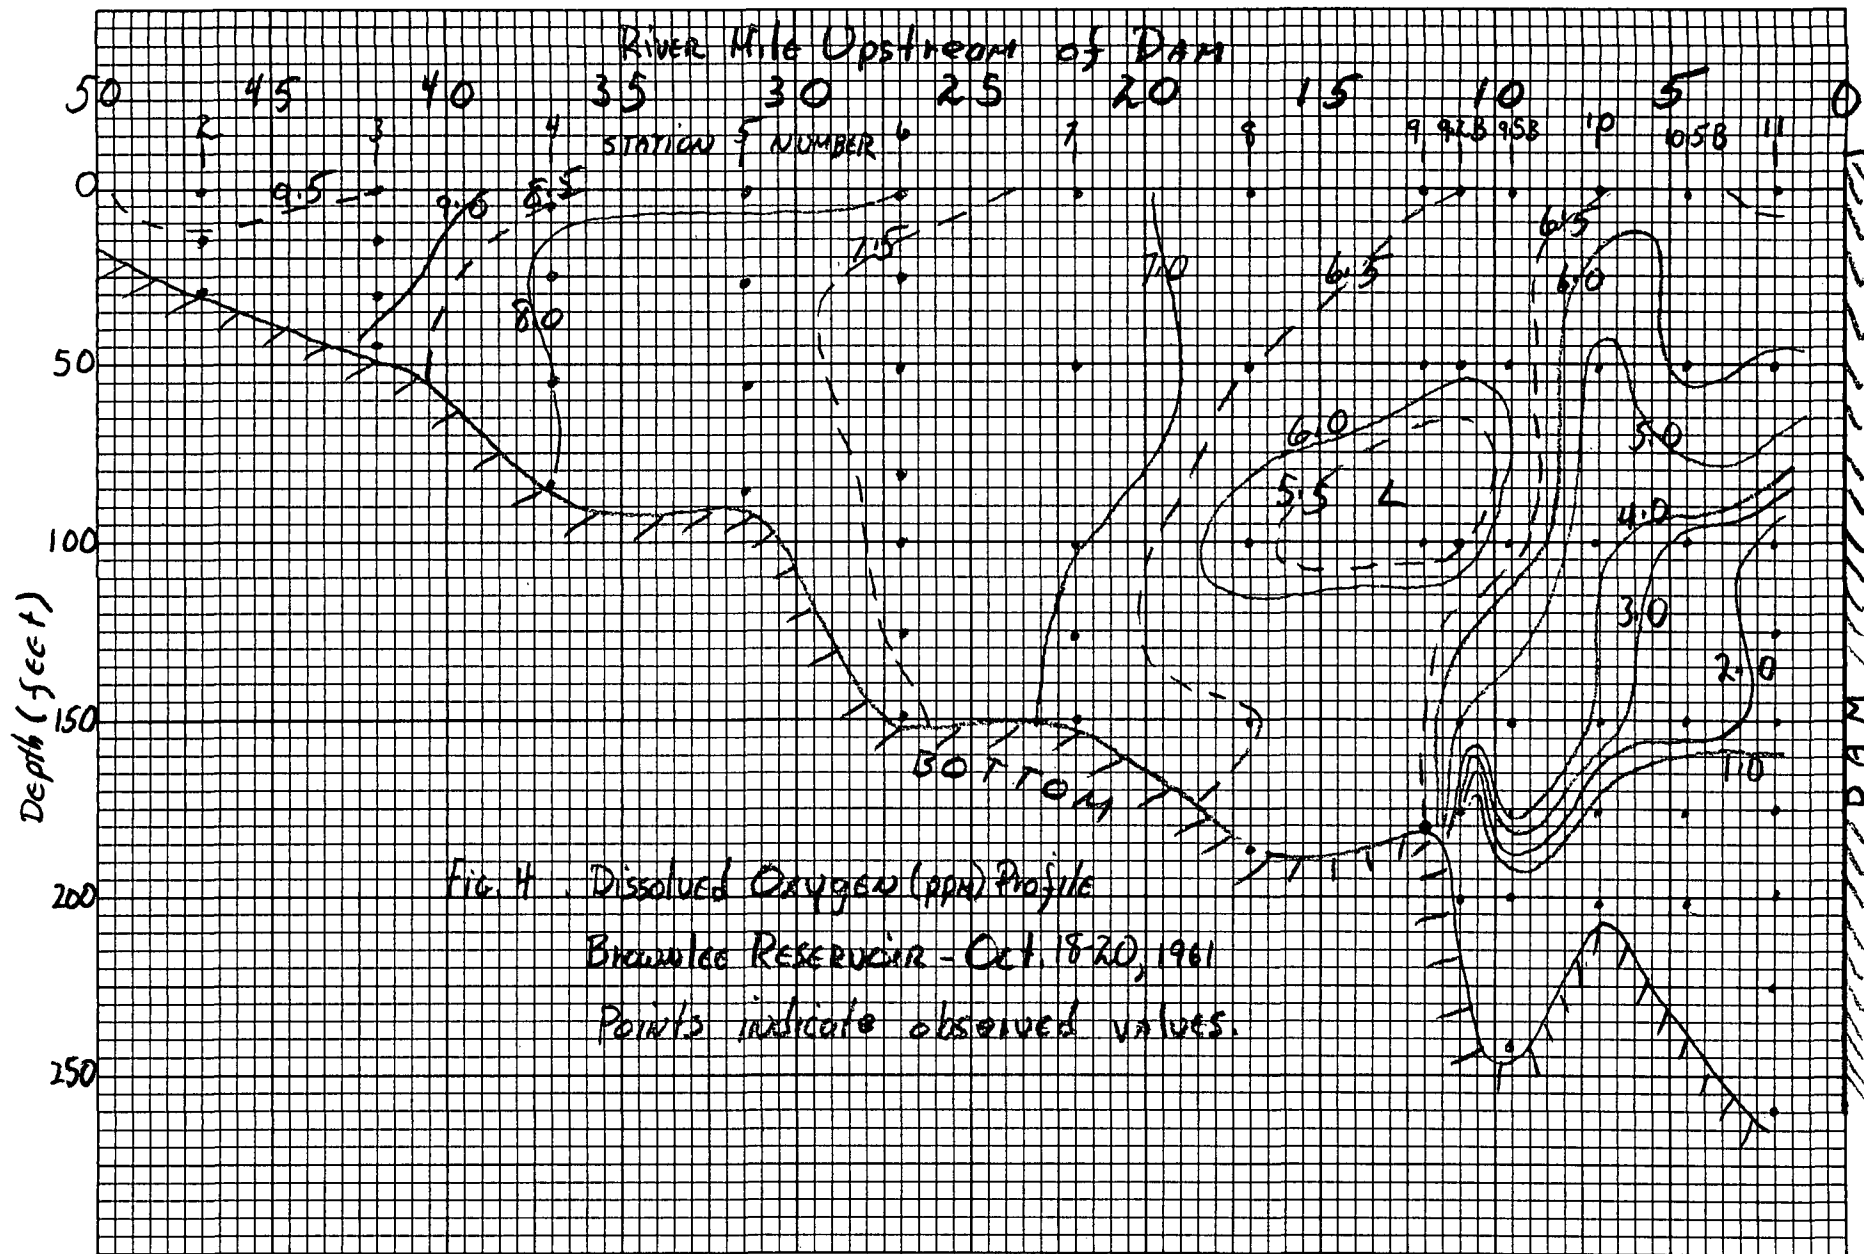 River Mile Upstream of Dam
50 45 40 35 30 25 20 15 10 5 0
2 3 4 5 6 7 8 9 9.2B 9.5B 10 10.5B 11
STATION NUMBER
0
50
100
150
200
250
Depth (feet)
9.5
9.0
8.5
8.0
7.5
7.0
6.5
6.5
6.0
6.0
5.5 L
5.0
4.0
3.0
2.0
1.0
BOTTOM
DAM
Fig. 4. Dissolved Oxygen (PPM) Profile
Brownlee Reservoir - Oct. 18-20, 1961
Points indicate observed values.